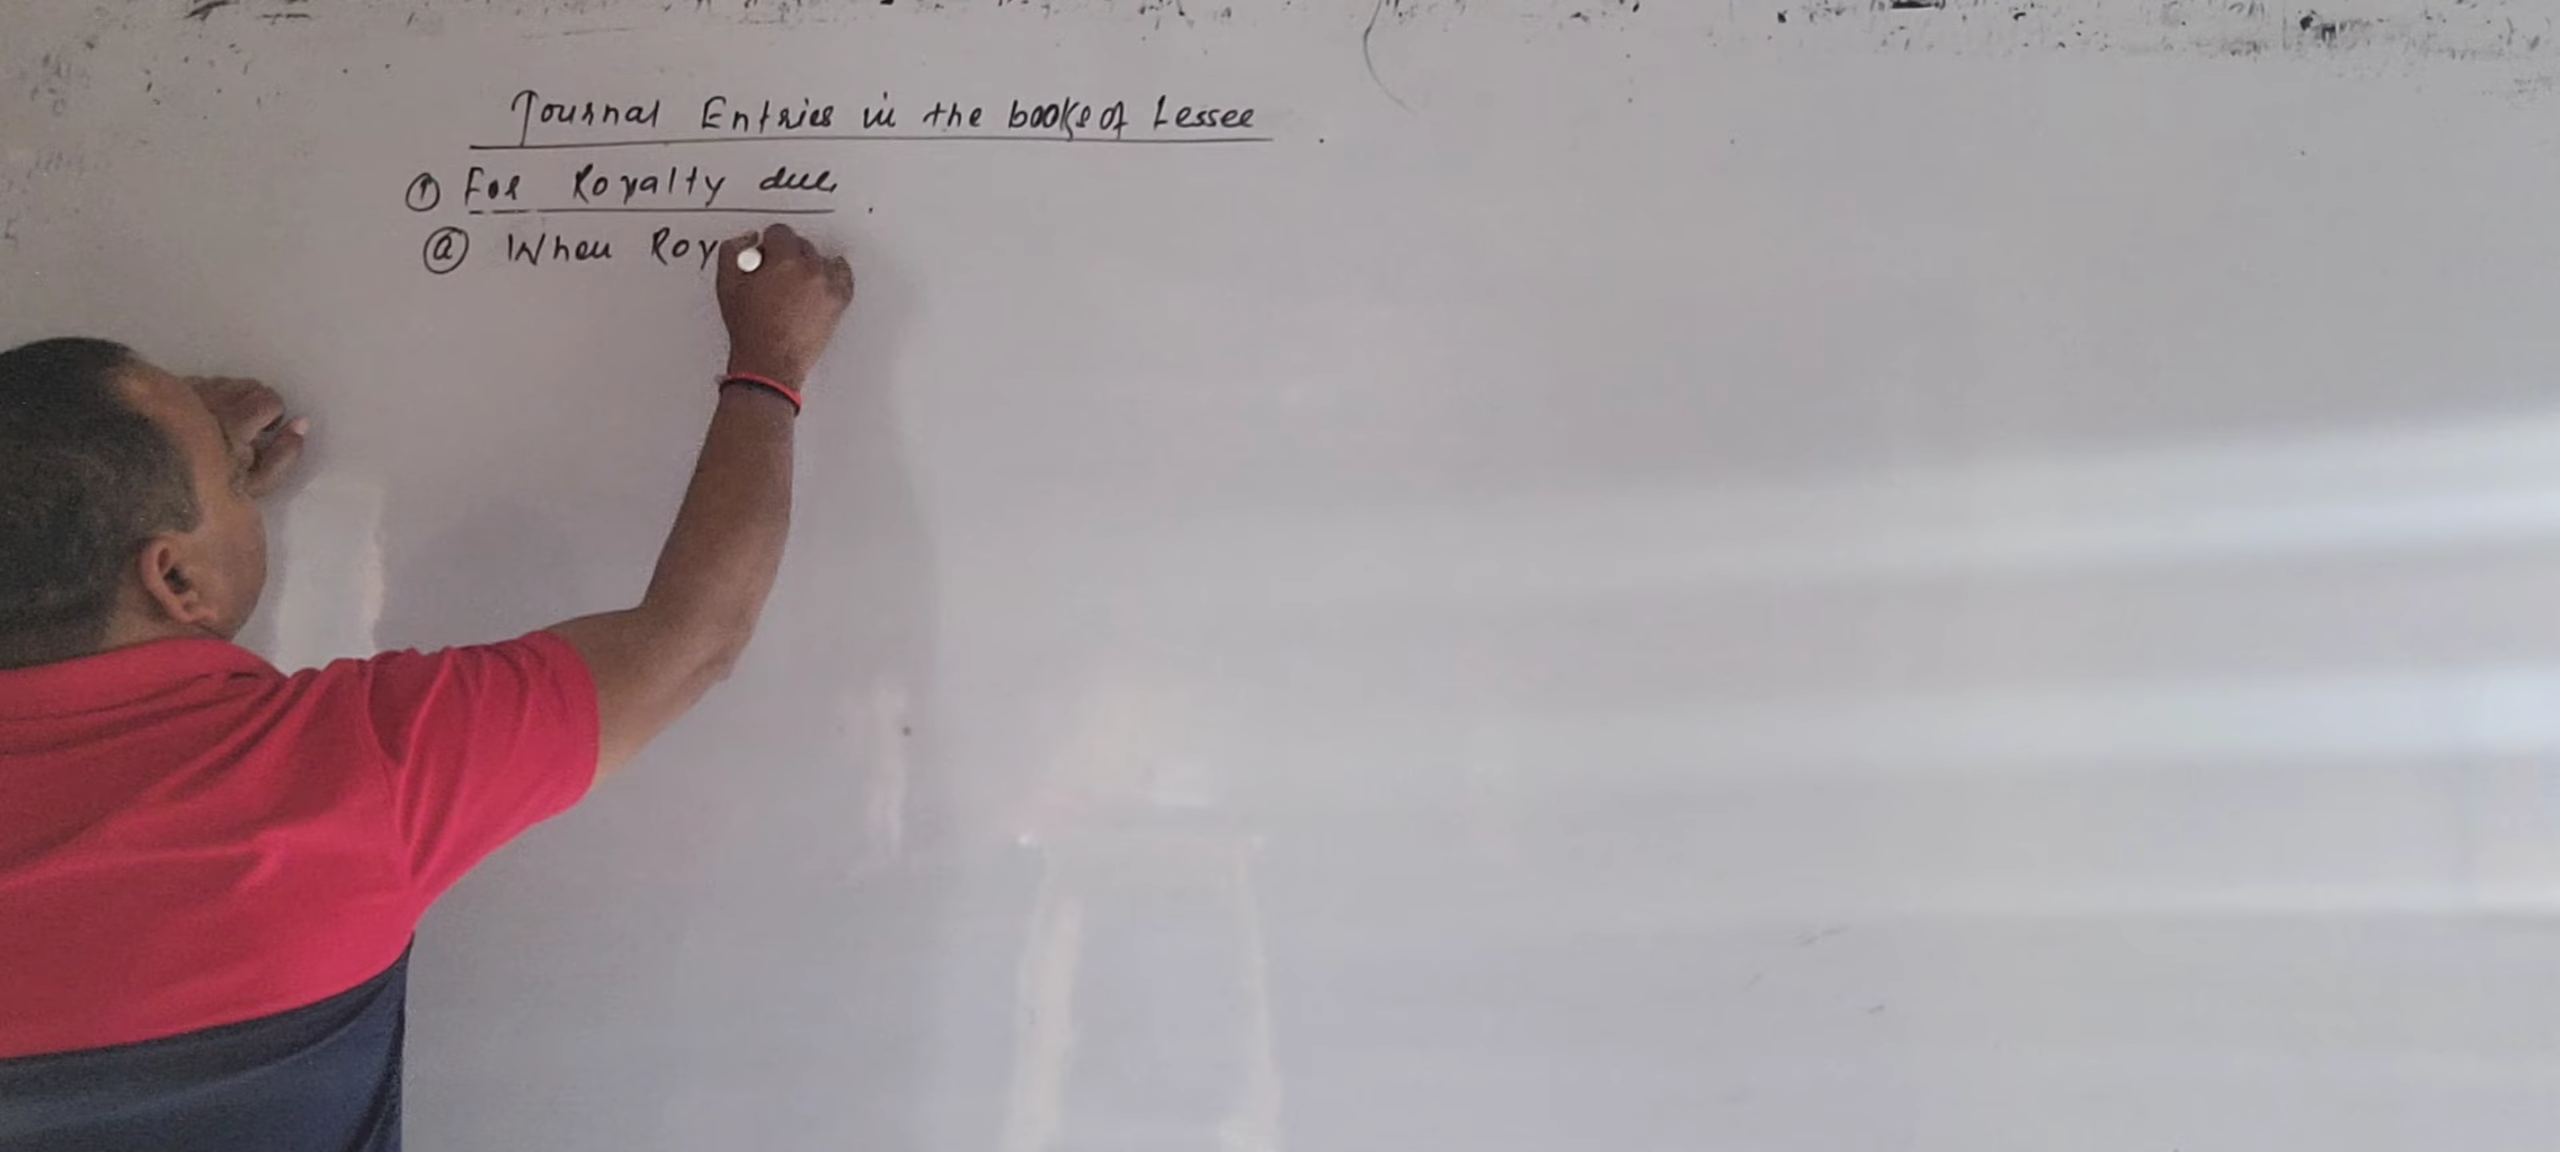 Journal Entries in the books of Lessee
① For Royalty due
ⓐ When Roy